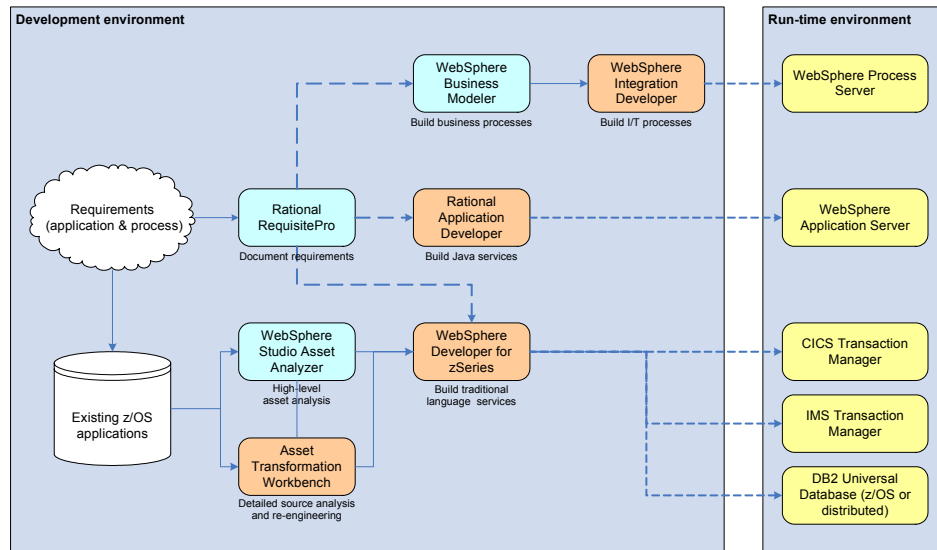 Development environment
Run-time environment
WebSphere
Business
Modeler
Build business processes
WebSphere
Integration
Developer
Build I/T processes
WebSphere Process
Server
Requirements
(application & process)
Rational
RequisitePro
Document requirements
Rational
Application
Developer
Build Java services
WebSphere
Application Server
WebSphere
Studio Asset
Analyzer
High-level
asset analysis
WebSphere
Developer for
zSeries
Build traditional
language services
CICS Transaction
Manager
Existing z/OS
applications
IMS Transaction
Manager
Asset
Transformation
Workbench
Detailed source analysis
and re-engineering
DB2 Universal
Database (z/OS or
distributed)